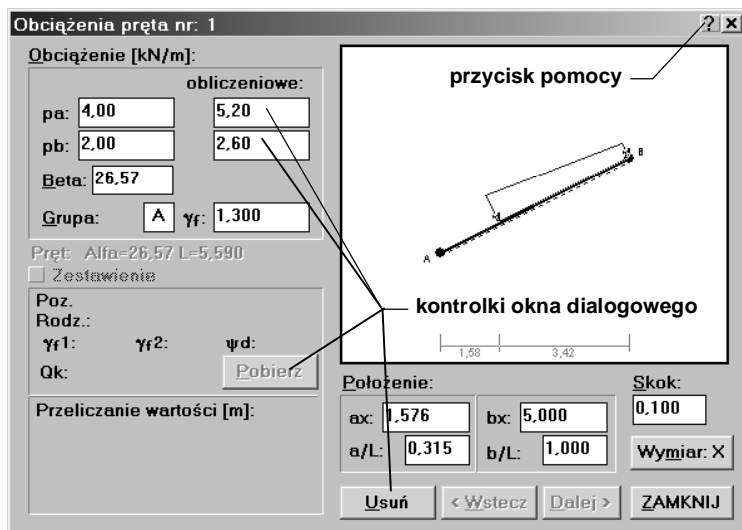 Obciążenia pręta nr: 1
? ×
Obciążenie [kN/m]:
obliczeniowe:
pa: 4,00 5,20
pb: 2,00 2,60
Beta: 26,57
Grupa: A γf: 1,300
Pręt: Alfa=26,57 L=5,590
Zestawienie
Poz.
Rodz.:
γf1: γf2: ψd:
Qk: Pobierz
Przeliczanie wartości [m]:
przycisk pomocy
B
A
kontrolki okna dialogowego
1,58 3,42
Położenie:
ax: 1,576 bx: 5,000
a/L: 0,315 b/L: 1,000
Skok:
0,100
Wymiar: X
Usuń < Wstecz Dalej > ZAMKNIJ